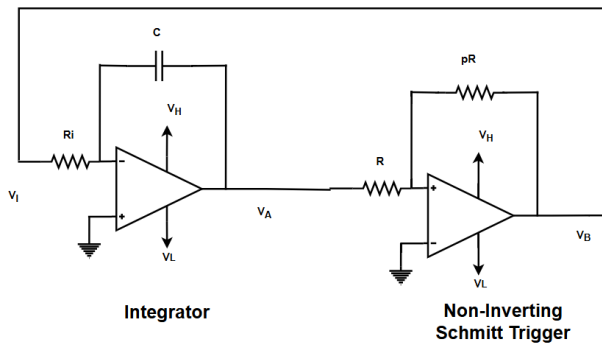 C
pR
VH
VH
Ri
R
-
+
+
-
VI
VA
VB
VL
VL
Integrator
Non-Inverting
Schmitt Trigger